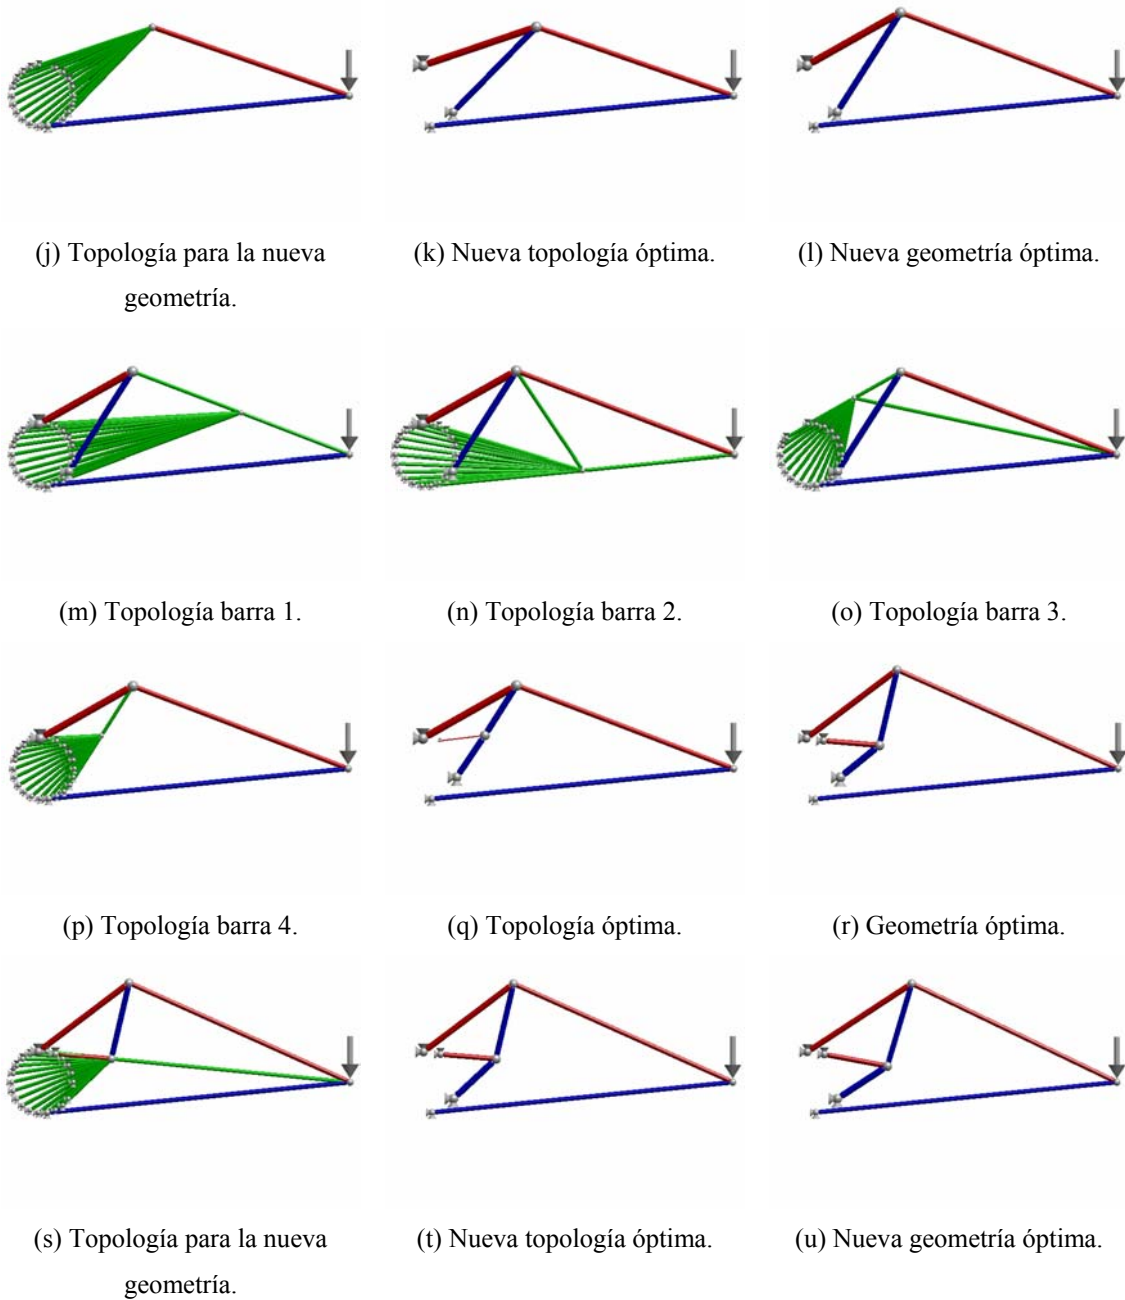 (j) Topología para la nueva
geometría.
(k) Nueva topología óptima.
(l) Nueva geometría óptima.
(m) Topología barra 1.
(n) Topología barra 2.
(o) Topología barra 3.
(p) Topología barra 4.
(q) Topología óptima.
(r) Geometría óptima.
(s) Topología para la nueva
geometría.
(t) Nueva topología óptima.
(u) Nueva geometría óptima.